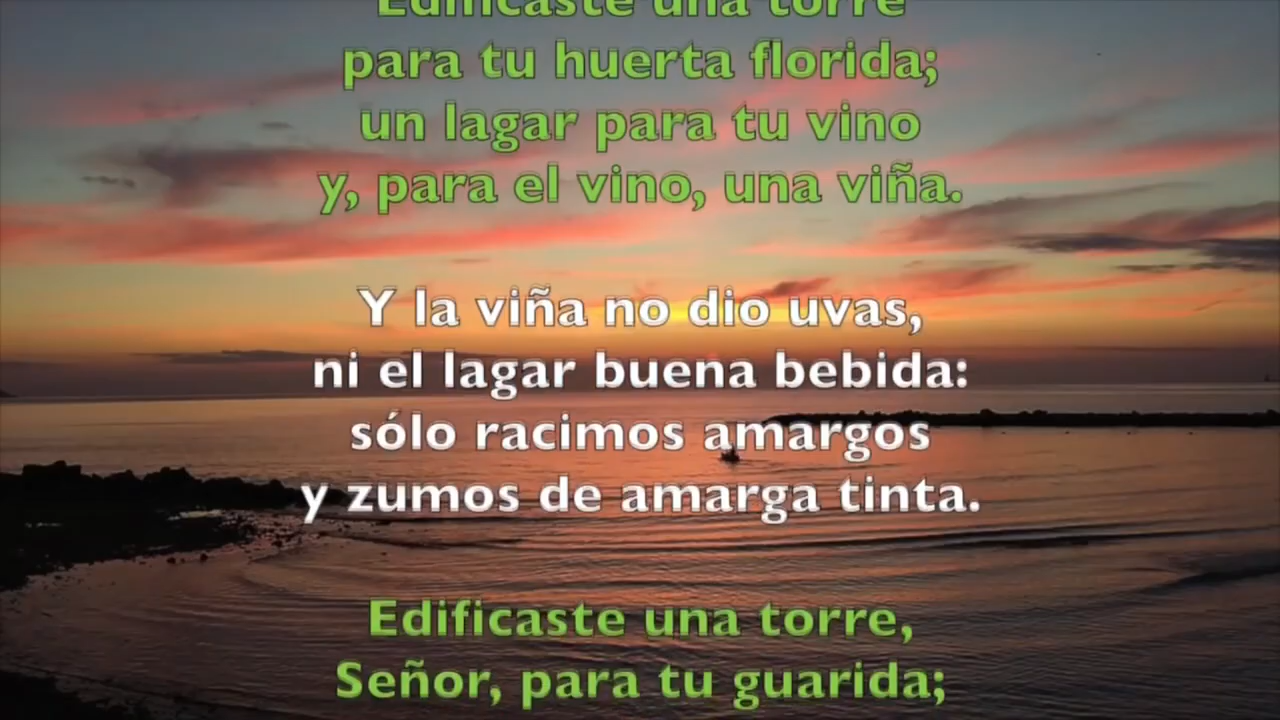 Edificaste una torre
para tu huerta florida;
un lagar para tu vino
y, para el vino, una viña.
Y la viña no dio uvas,
ni el lagar buena bebida:
sólo racimos amargos
y zumos de amarga tinta.
Edificaste una torre,
Señor, para tu guarida;